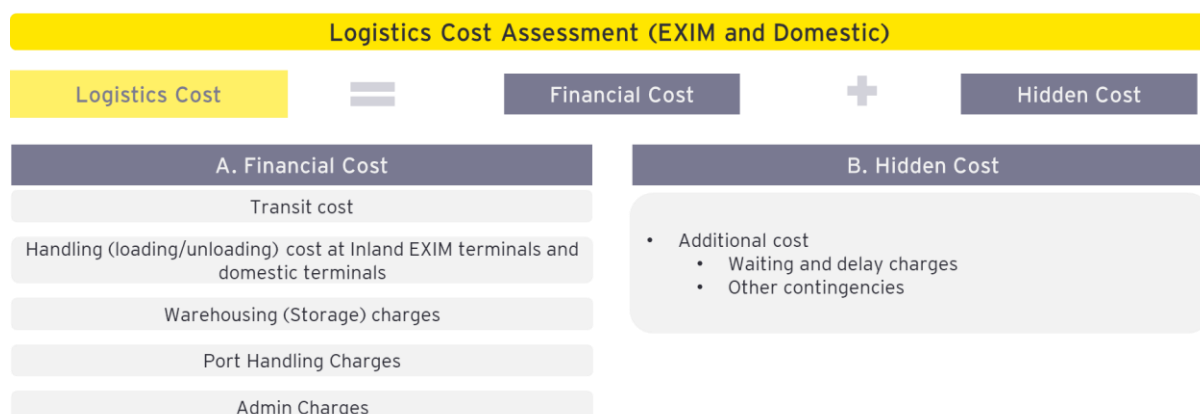 Logistics Cost Assessment (EXIM and Domestic)
Logistics Cost = Financial Cost + Hidden Cost
A. Financial Cost
Transit cost
Handling (loading/unloading) cost at Inland EXIM terminals and
domestic terminals
Warehousing (Storage) charges
Port Handling Charges
Admin Charges
B. Hidden Cost
• Additional cost
• Waiting and delay charges
• Other contingencies